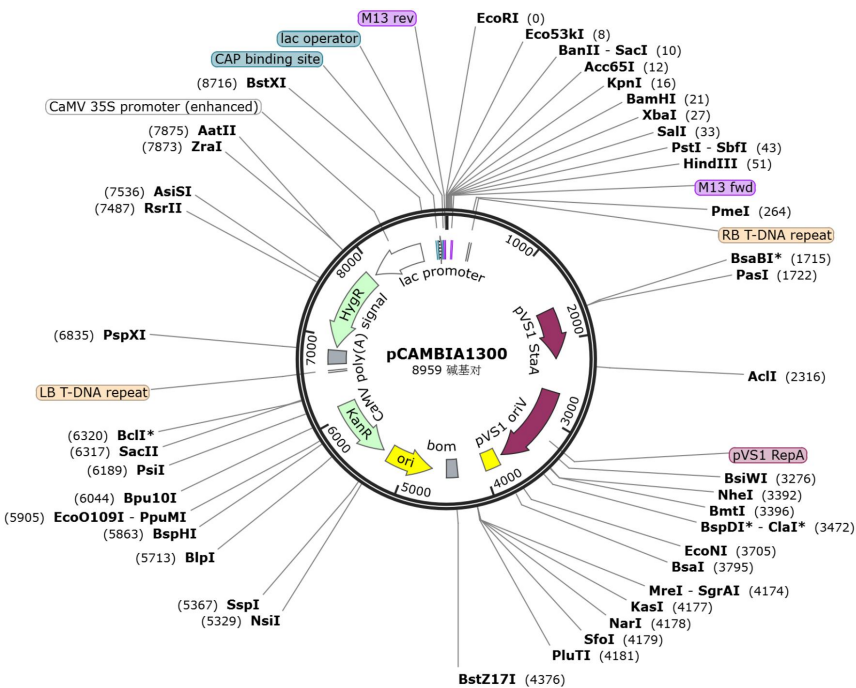 M13 rev
lac operator
CAP binding site
(8716) BstXI
CaMV 35S promoter (enhanced)
(7875) AatII
(7873) ZraI
(7536) AsiSI
(7487) RsrII
(6835) PspXI
LB T-DNA repeat
(6320) BclI*
(6317) SacII
(6189) PsiI
(6044) Bpu10I
(5905) EcoO109I - PpuMI
(5863) BspHI
(5713) BlpI
(5367) SspI
(5329) NsiI
EcoRI (0)
Eco53kI (8)
BanII - SacI (10)
Acc65I (12)
KpnI (16)
BamHI (21)
XbaI (27)
SalI (33)
PstI - SbfI (43)
HindIII (51)
M13 fwd
PmeI (264)
RB T-DNA repeat
BsaBI* (1715)
PasI (1722)
AclI (2316)
pVS1 RepA
BsiWI (3276)
NheI (3392)
BmtI (3396)
BspDI* - ClaI* (3472)
EcoNI (3705)
BsaI (3795)
MreI - SgrAI (4174)
KasI (4177)
NarI (4178)
SfoI (4179)
PluTI (4181)
BstZ17I (4376)
1000
2000
3000
4000
5000
6000
7000
8000
lac promoter
HygR
CaMV poly(A) signal
KanR
ori
bom
pVS1 oriV
pVS1 StaA
pCAMBIA1300
8959 碱基对